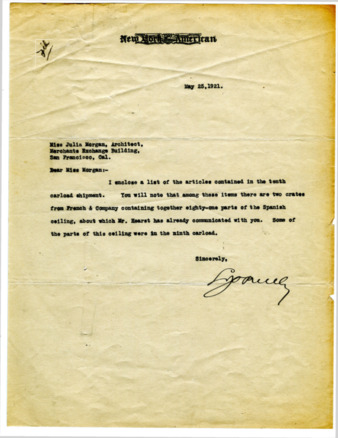 New York American
May 25, 1921.
Miss Julia Morgan, Architect,
Merchants Exchange Building,
San Francisco, Cal.
Dear Miss Morgan:-
I enclose a list of the articles contained in the tenth
carload shipment. You will note that among these items there are two crates
from French & Company containing together eighty-one parts of the Spanish
ceiling, about which Mr. Hearst has already communicated with you. Some of
the parts of this ceiling were in the ninth carload.
Sincerely,